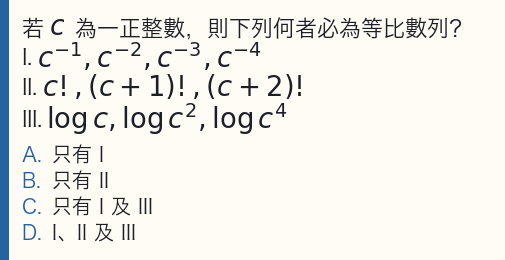 若 c 為一正整數，則下列何者必為等比數列？
I. c⁻¹, c⁻², c⁻³, c⁻⁴
II. c! , (c + 1)! , (c + 2)!
III. log c, log c², log c⁴
A. 只有 I
B. 只有 II
C. 只有 I 及 III
D. I、II 及 III